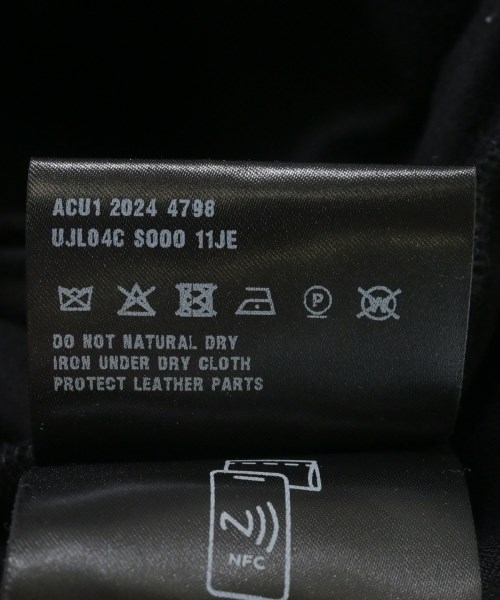 ACU1 2024 4798
UJL04C S000 11JE
P
W
DO NOT NATURAL DRY
IRON UNDER DRY CLOTH
PROTECT LEATHER PARTS
NFC